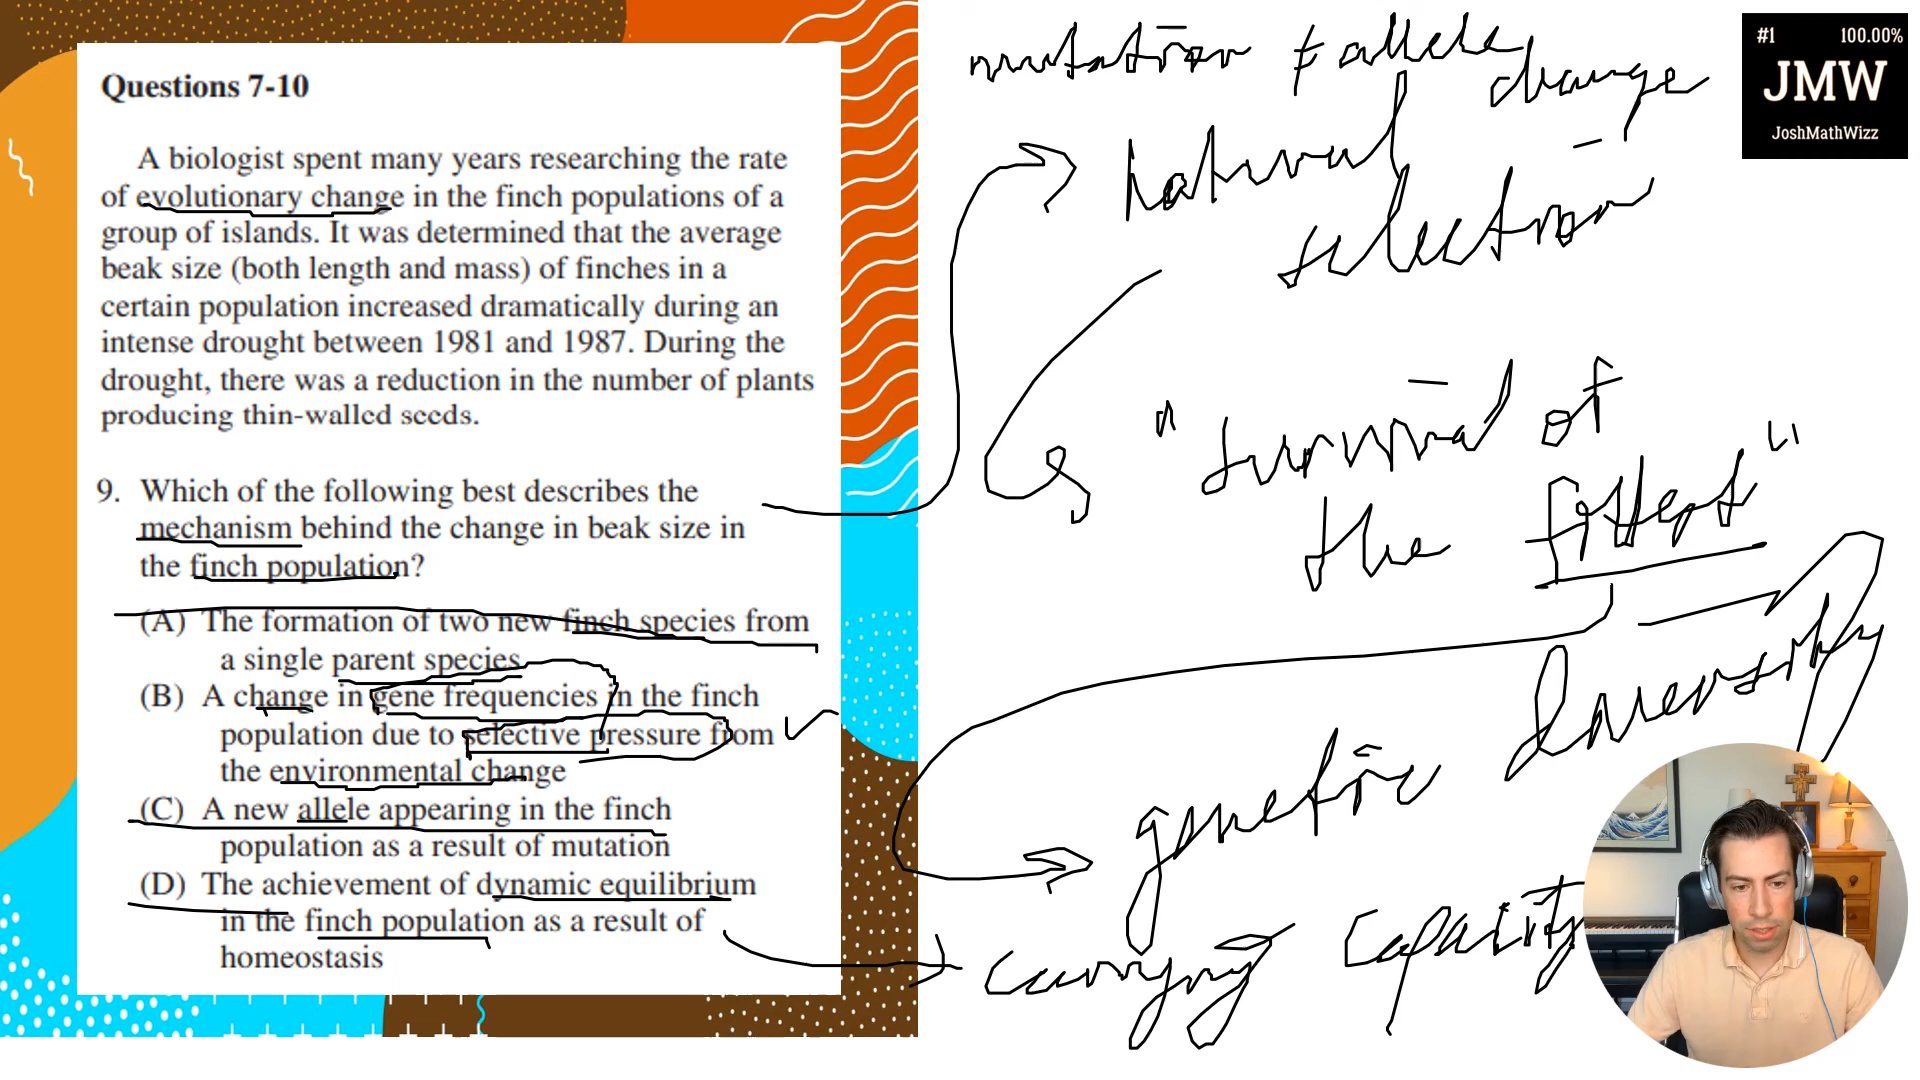 Questions 7-10
A biologist spent many years researching the rate
of evolutionary change in the finch populations of a
group of islands. It was determined that the average
beak size (both length and mass) of finches in a
certain population increased dramatically during an
intense drought between 1981 and 1987. During the
drought, there was a reduction in the number of plants
producing thin-walled seeds.
9. Which of the following best describes the
mechanism behind the change in beak size in
the finch population?
(A) The formation of two new finch species from
a single parent species
(B) A change in gene frequencies in the finch
population due to selective pressure from
the environmental change
(C) A new allele appearing in the finch
population as a result of mutation
(D) The achievement of dynamic equilibrium
in the finch population as a result of
homeostasis
mutation ≠ allele
change
natural
selection
"survival of
the fittest"
genetic diversity
carrying capacity
#1 100.00%
JMW
JoshMathWizz